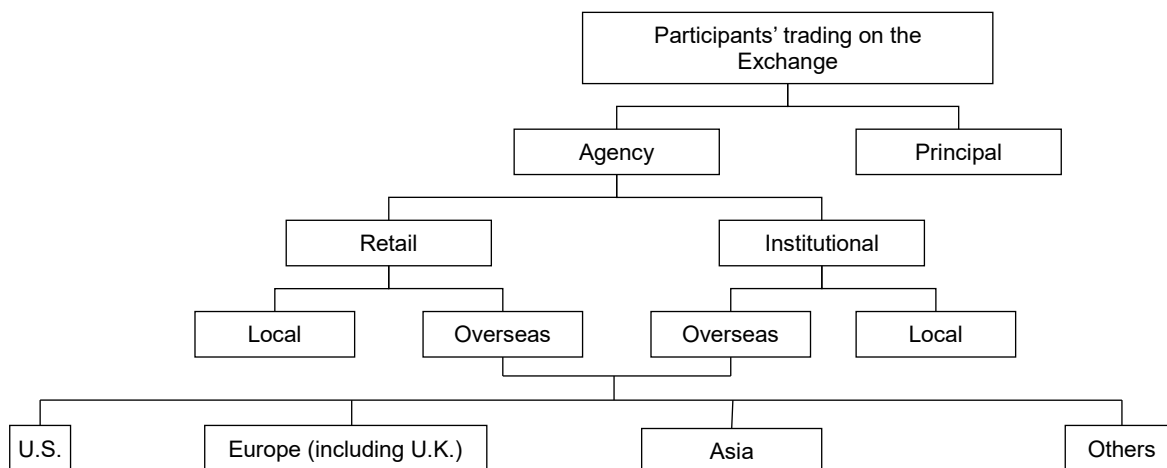 Participants’ trading on the
Exchange
Agency
Principal
Retail
Institutional
Local
Overseas
Overseas
Local
U.S.
Europe (including U.K.)
Asia
Others